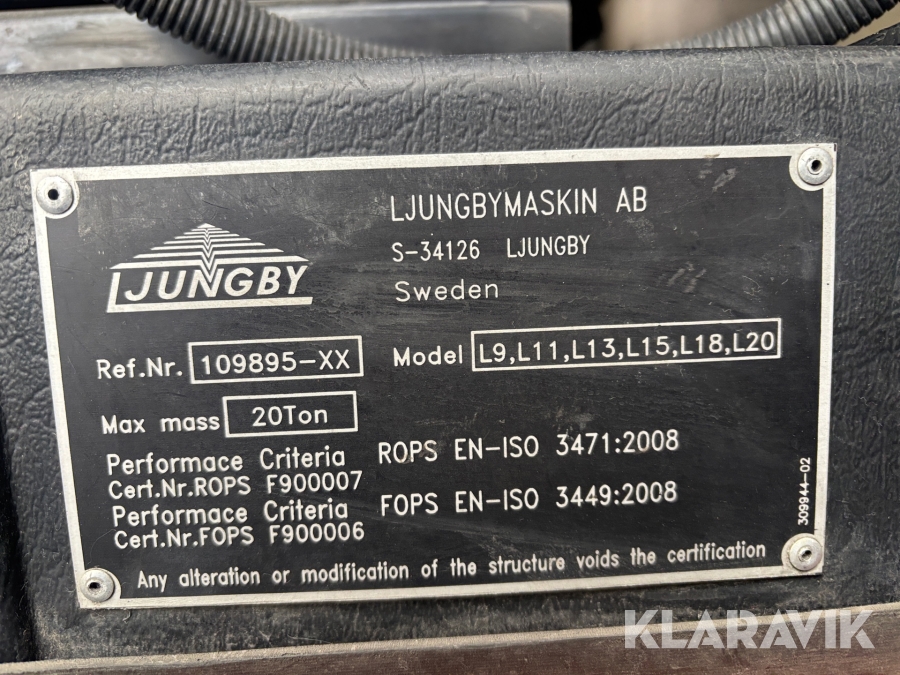 LJUNGBY
LJUNGBYMASKIN AB
S-34126 LJUNGBY
Sweden
Ref.Nr. 109895-XX Model L9,L11,L13,L15,L18,L20
Max mass 20Ton
Performace Criteria ROPS EN-ISO 3471:2008
Cert.Nr.ROPS F900007
Performace Criteria FOPS EN-ISO 3449:2008
Cert.Nr.FOPS F900006
Any alteration or modification of the structure voids the certification
309944-02
KLARAVIK